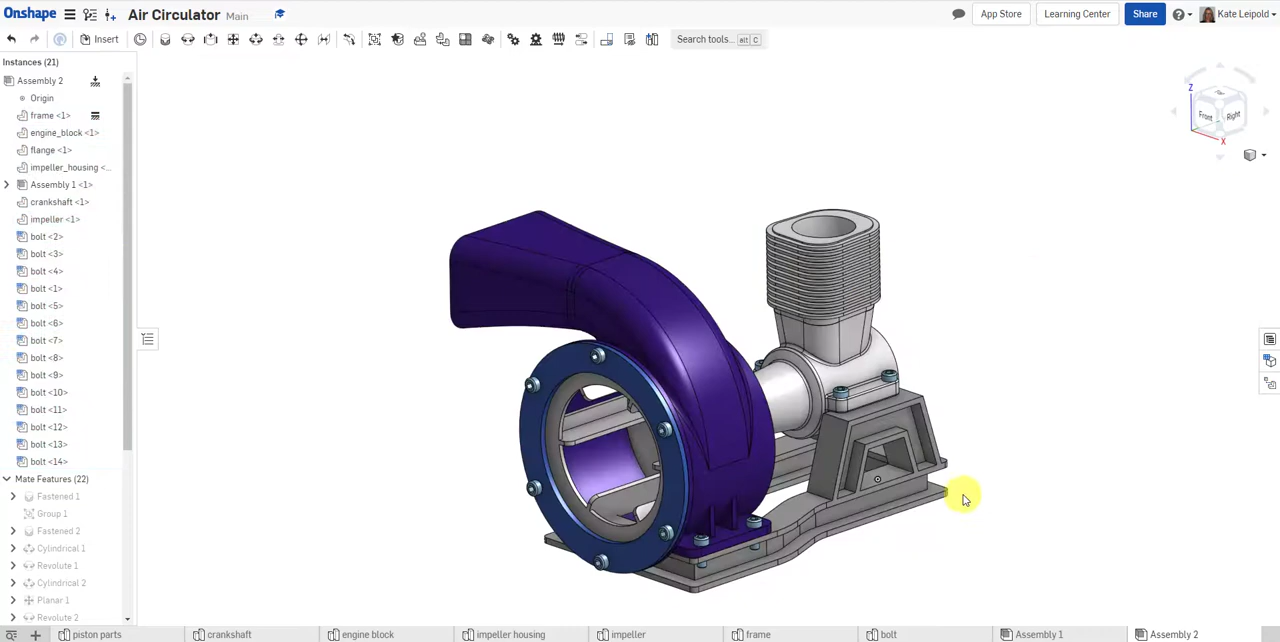 Onshape
Air Circulator Main
App Store
Learning Center
Share
Kate Leipold
Insert
Search tools... alt C
Instances (21)
Assembly 2
Origin
frame <1>
engine_block <1>
flange <1>
impeller_housing <..
Assembly 1 <1>
crankshaft <1>
impeller <1>
bolt <2>
bolt <3>
bolt <4>
bolt <1>
bolt <5>
bolt <6>
bolt <7>
bolt <8>
bolt <9>
bolt <10>
bolt <11>
bolt <12>
bolt <13>
bolt <14>
Mate Features (22)
Fastened 1
Group 1
Fastened 2
Cylindrical 1
Revolute 1
Cylindrical 2
Planar 1
Revolute 2
Z
Top
Front
Right
X
piston parts
crankshaft
engine block
impeller housing
impeller
frame
bolt
Assembly 1
Assembly 2